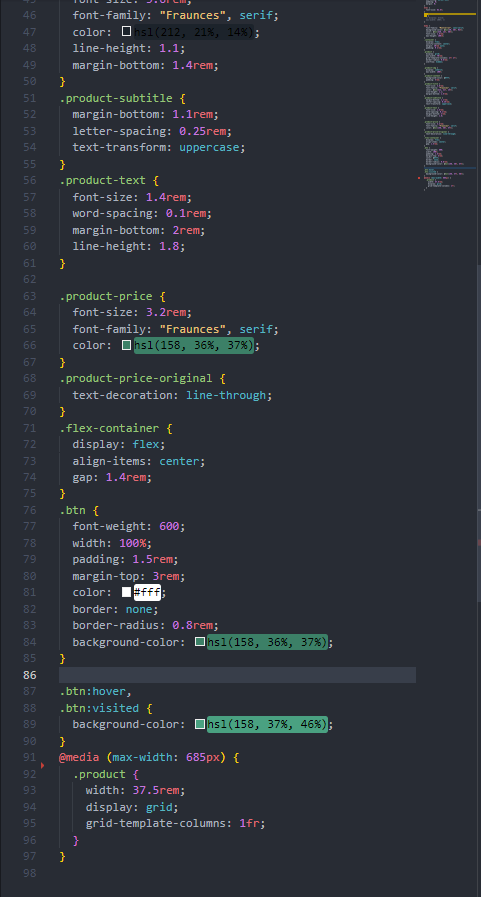 45 font-size: 3.0rem;
46 font-family: "Fraunces", serif;
47 color: hsl(212, 21%, 14%);
48 line-height: 1.1;
49 margin-bottom: 1.4rem;
50 }
51 .product-subtitle {
52 margin-bottom: 1.1rem;
53 letter-spacing: 0.25rem;
54 text-transform: uppercase;
55 }
56 .product-text {
57 font-size: 1.4rem;
58 word-spacing: 0.1rem;
59 margin-bottom: 2rem;
60 line-height: 1.8;
61 }
62
63 .product-price {
64 font-size: 3.2rem;
65 font-family: "Fraunces", serif;
66 color: hsl(158, 36%, 37%);
67 }
68 .product-price-original {
69 text-decoration: line-through;
70 }
71 .flex-container {
72 display: flex;
73 align-items: center;
74 gap: 1.4rem;
75 }
76 .btn {
77 font-weight: 600;
78 width: 100%;
79 padding: 1.5rem;
80 margin-top: 3rem;
81 color: #fff;
82 border: none;
83 border-radius: 0.8rem;
84 background-color: hsl(158, 36%, 37%);
85 }
86
87 .btn:hover,
88 .btn:visited {
89 background-color: hsl(158, 37%, 46%);
90 }
91 @media (max-width: 685px) {
92 .product {
93 width: 37.5rem;
94 display: grid;
95 grid-template-columns: 1fr;
96 }
97 }
98